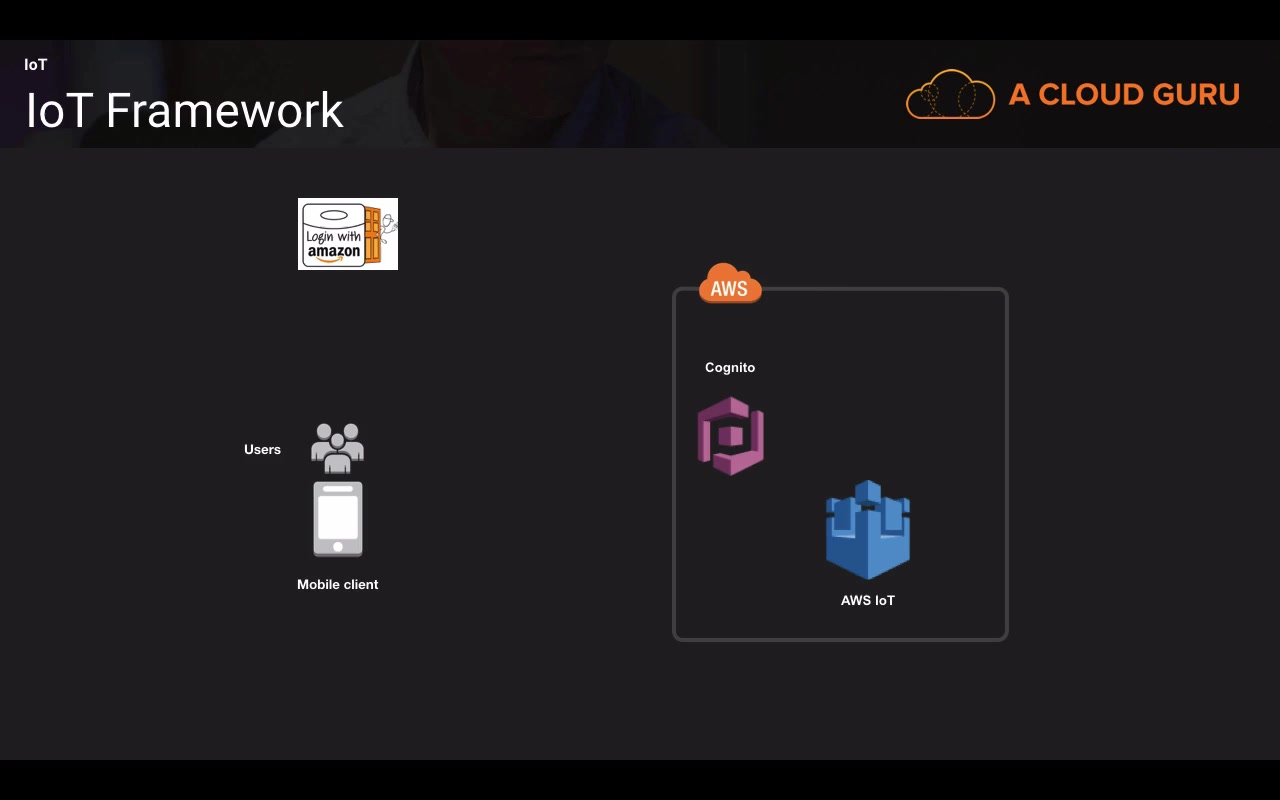 IoT
IoT Framework
A CLOUD GURU
Login with
amazon
AWS
Cognito
Users
Mobile client
AWS IoT